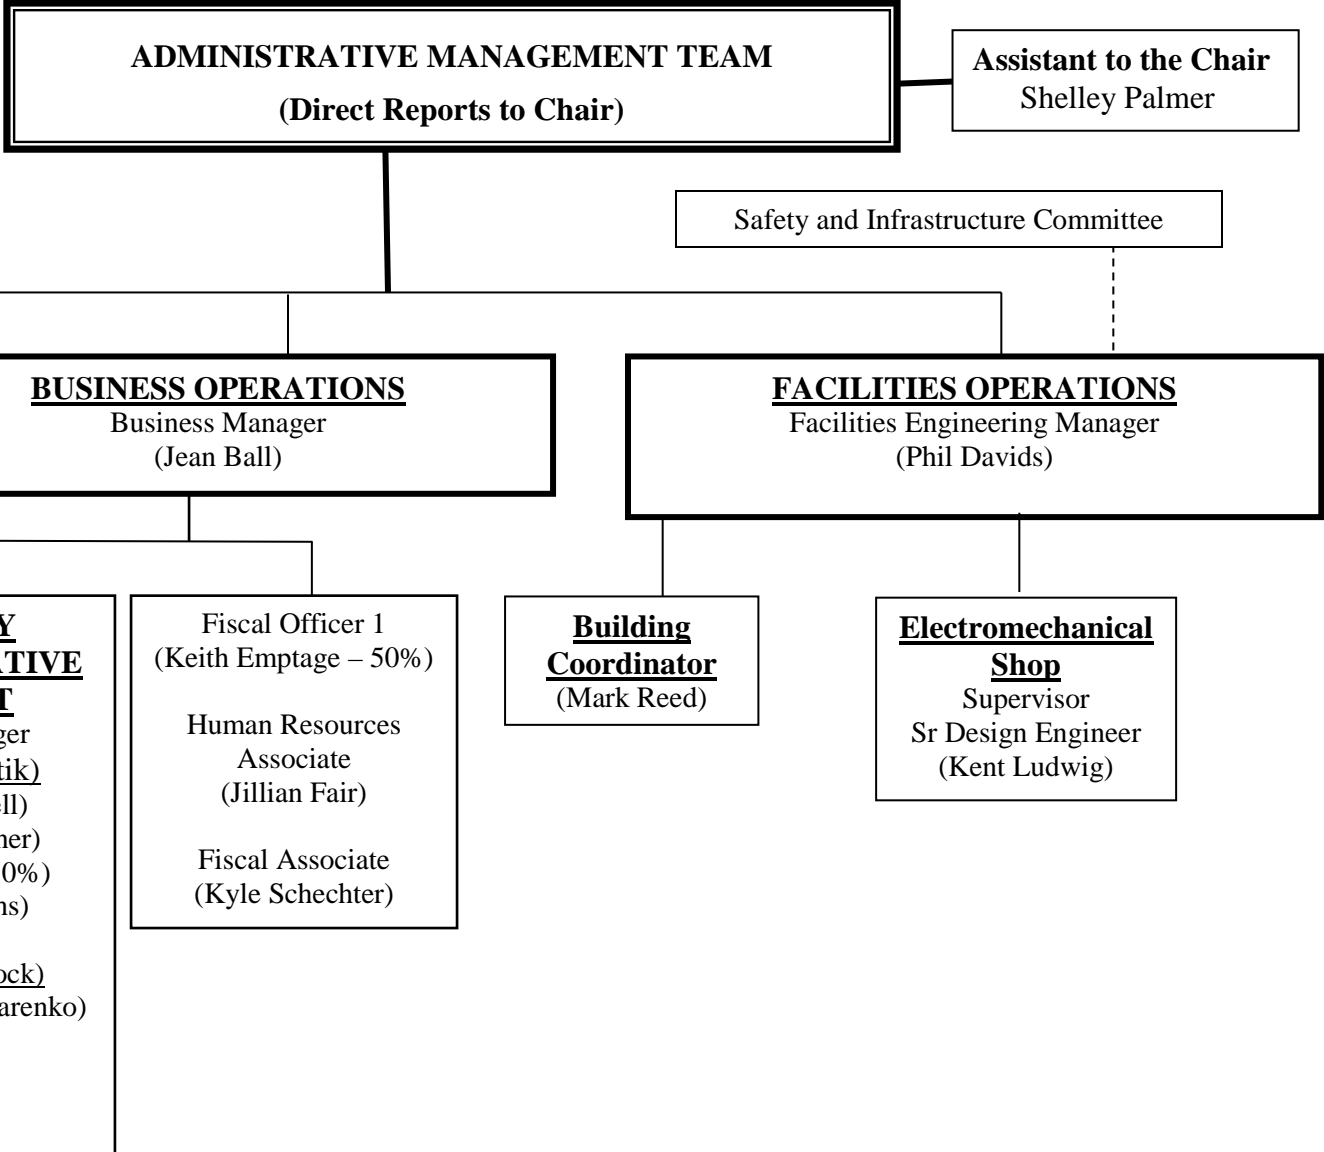 ADMINISTRATIVE MANAGEMENT TEAM
(Direct Reports to Chair)
Assistant to the Chair
Shelley Palmer
Safety and Infrastructure Committee
BUSINESS OPERATIONS
Business Manager
(Jean Ball)
FACILITIES OPERATIONS
Facilities Engineering Manager
(Phil Davids)
Fiscal Officer 1
(Keith Emptage – 50%)
Human Resources
Associate
(Jillian Fair)
Fiscal Associate
(Kyle Schechter)
Building
Coordinator
(Mark Reed)
Electromechanical
Shop
Supervisor
Sr Design Engineer
(Kent Ludwig)